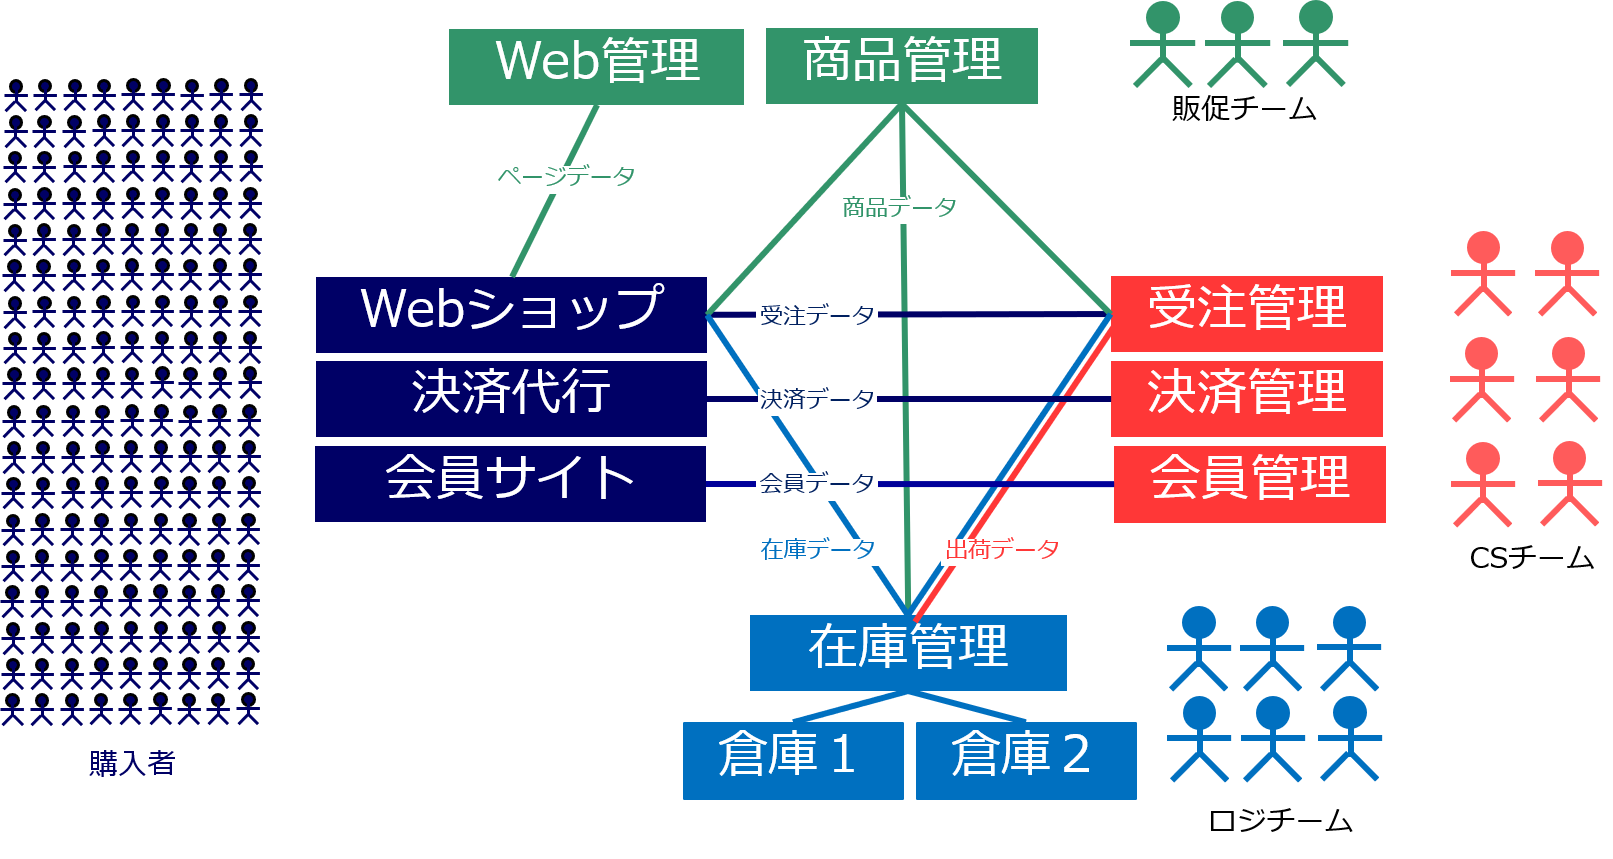 Web管理
商品管理
販促チーム
ページデータ
商品データ
Webショップ
受注データ
受注管理
決済代行
決済データ
決済管理
会員サイト
会員データ
会員管理
在庫データ
出荷データ
CSチーム
在庫管理
倉庫１
倉庫２
購入者
ロジチーム